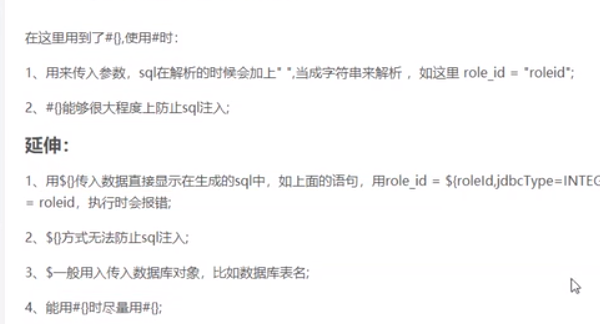 在这里用到了#{},使用#时：
1、用来传入参数，sql在解析的时候会加上" ",当成字符串来解析 ，如这里 role_id = "roleid";
2、#{}能够很大程度上防止sql注入;
延伸：
1、用${}传入数据直接显示在生成的sql中，如上面的语句，用role_id = ${roleId,jdbcType=INTEG
= roleid，执行时会报错;
2、${}方式无法防止sql注入;
3、$一般用入传入数据库对象，比如数据库表名;
4、能用#{}时尽量用#{};